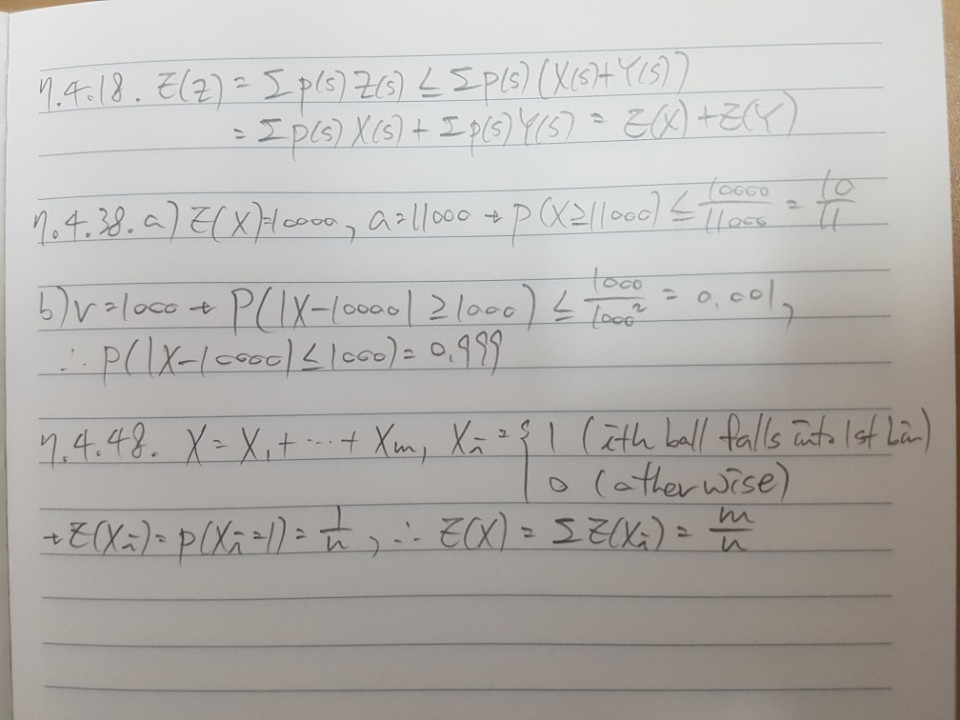 7.4.18. E(Z) = Σp(s)Z(s) ≤ Σp(s)(X(s)+Y(s))
= Σp(s)X(s) + Σp(s)Y(s) = E(X)+E(Y)
7.4.38. a) E(X)=10000, a=11000 → p(X≥11000) ≤ 10000/11000 = 10/11
b) r=1000 → P(|X-10000| ≥ 1000) ≤ 1000/1000² = 0.001,
∴ p(|X-10000| ≤ 1000) = 0.999
7.4.48. X = X₁ + ⋯ + Xm, Xi = { 1 (ith ball falls into 1st bin)
0 (otherwise)
→ E(Xi) = p(Xi=1) = 1/n, ∴ E(X) = ΣE(Xi) = m/n